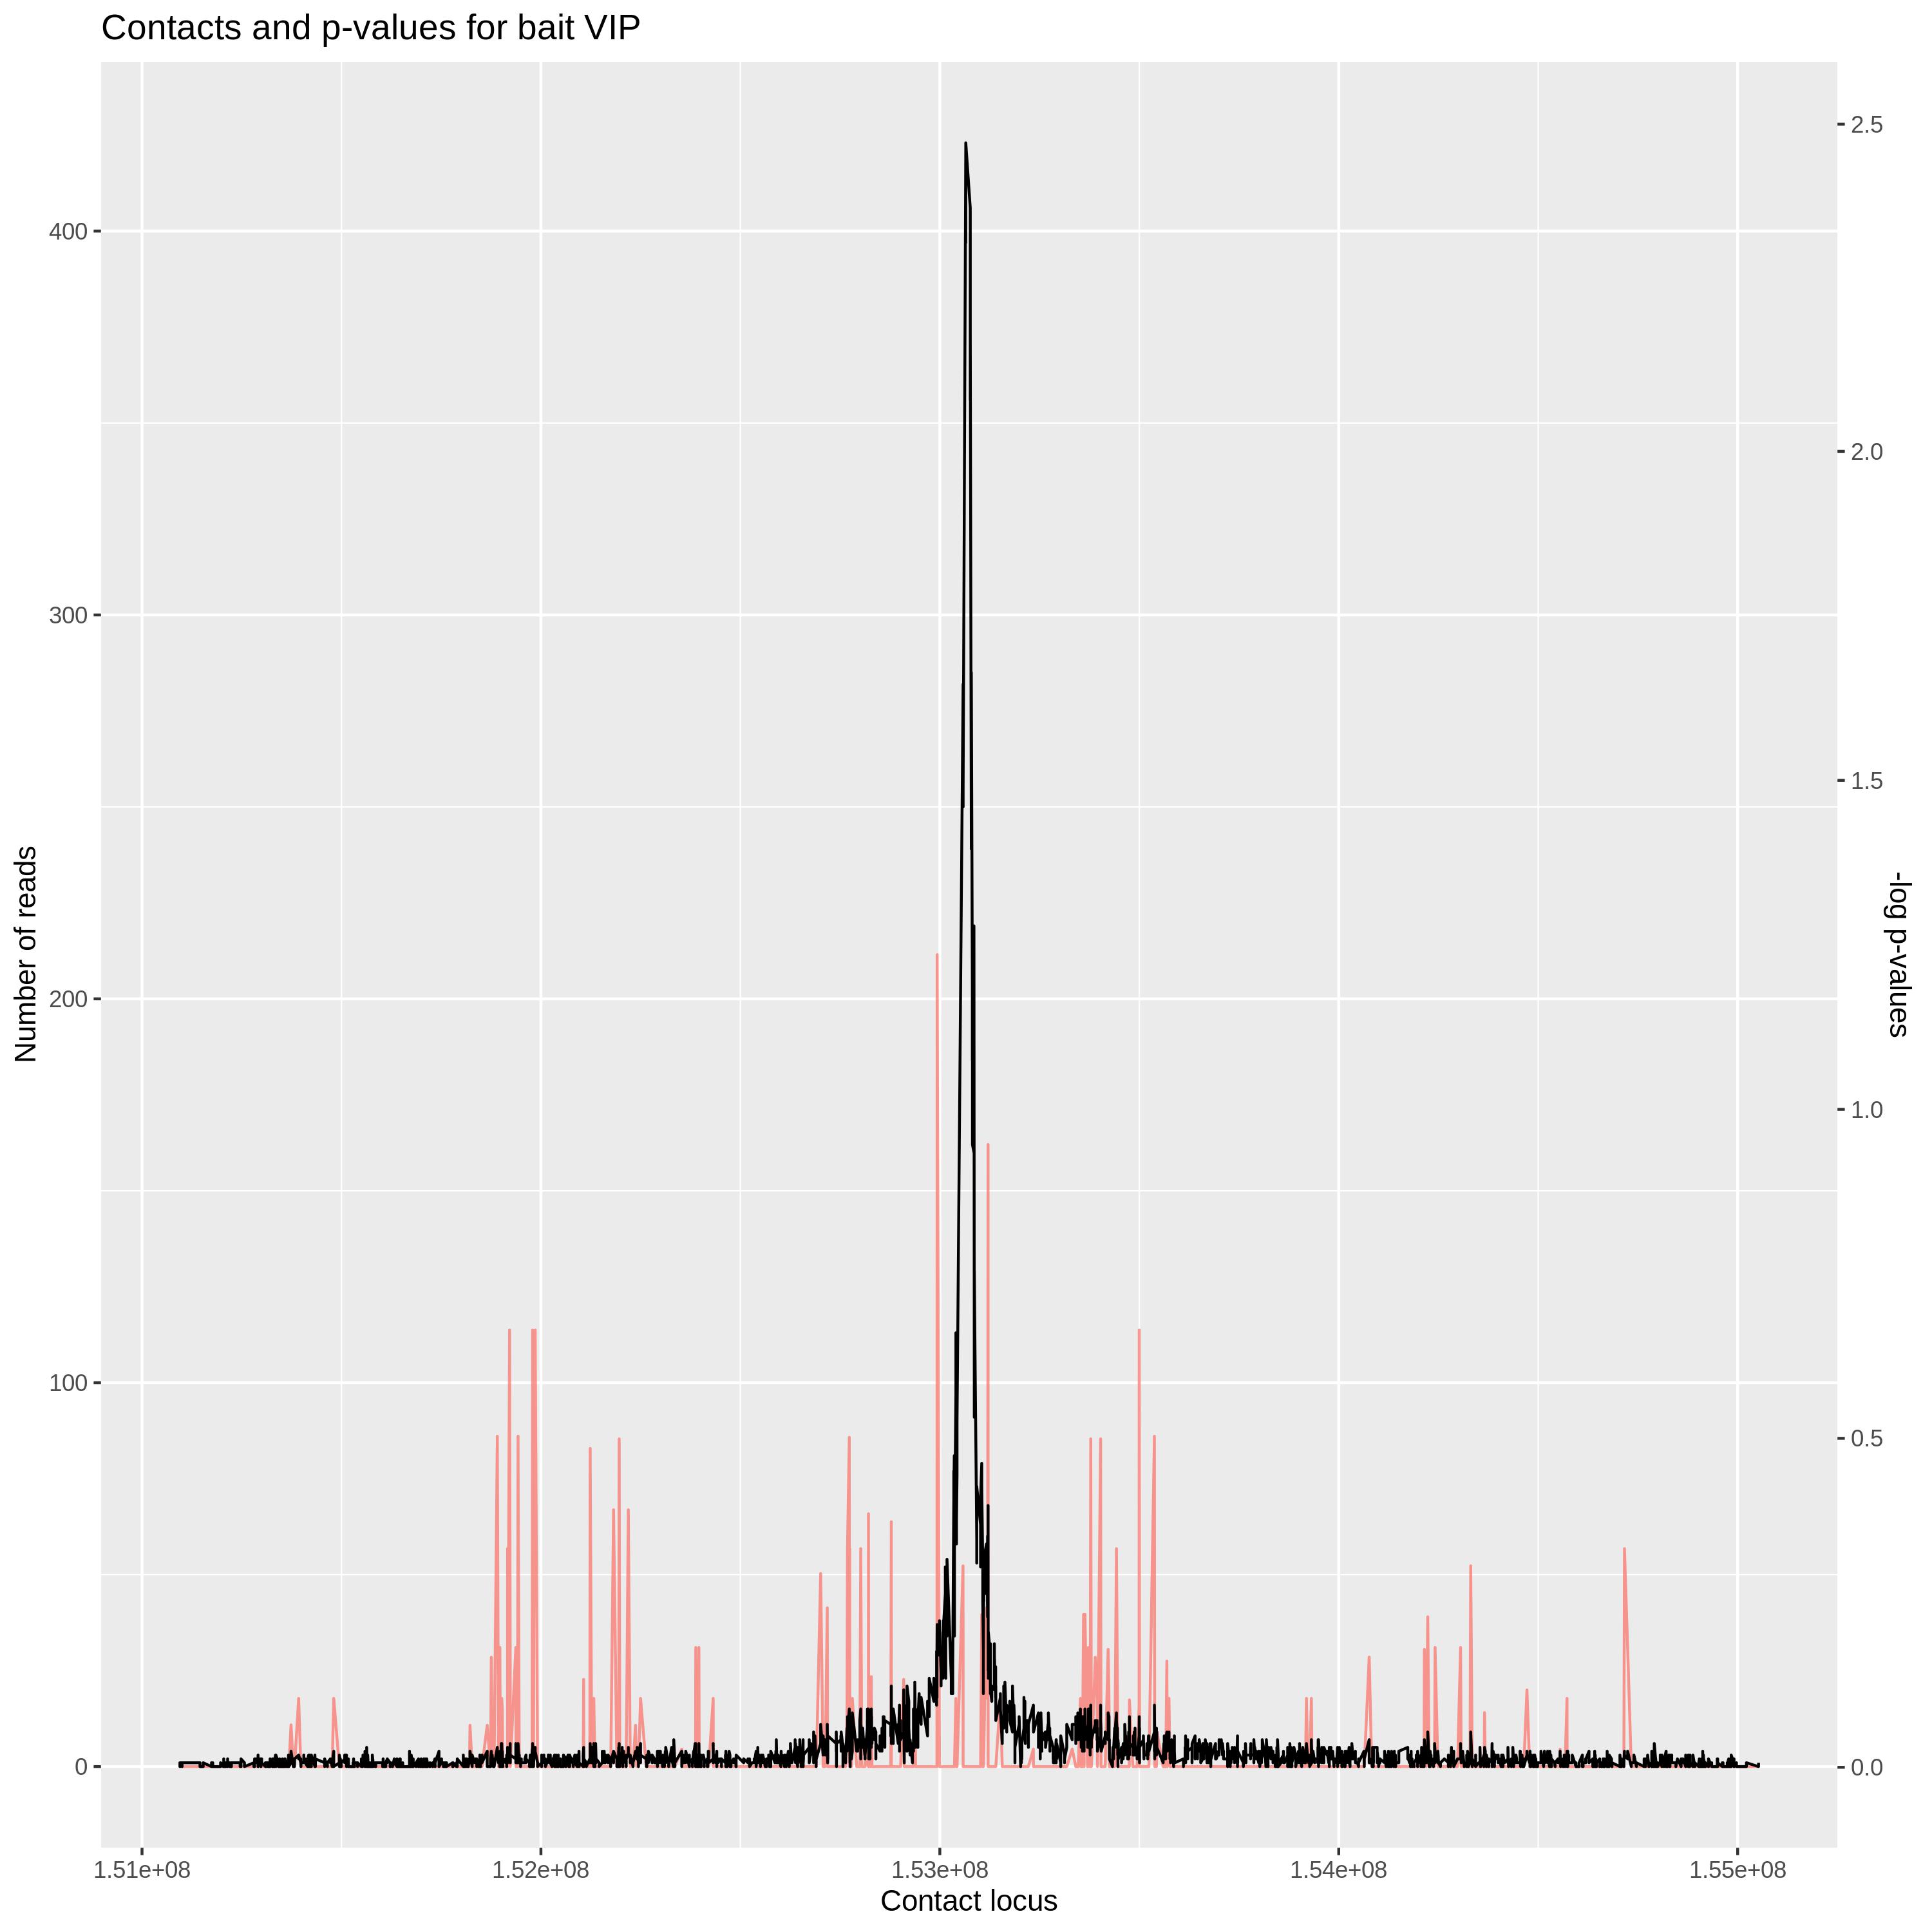 Contacts and p-values for bait VIP
Number of reads
400
300
200
100
0
2.5
2.0
1.5
1.0
0.5
0.0
-log p-values
1.51e+08
1.52e+08
1.53e+08
1.54e+08
1.55e+08
Contact locus